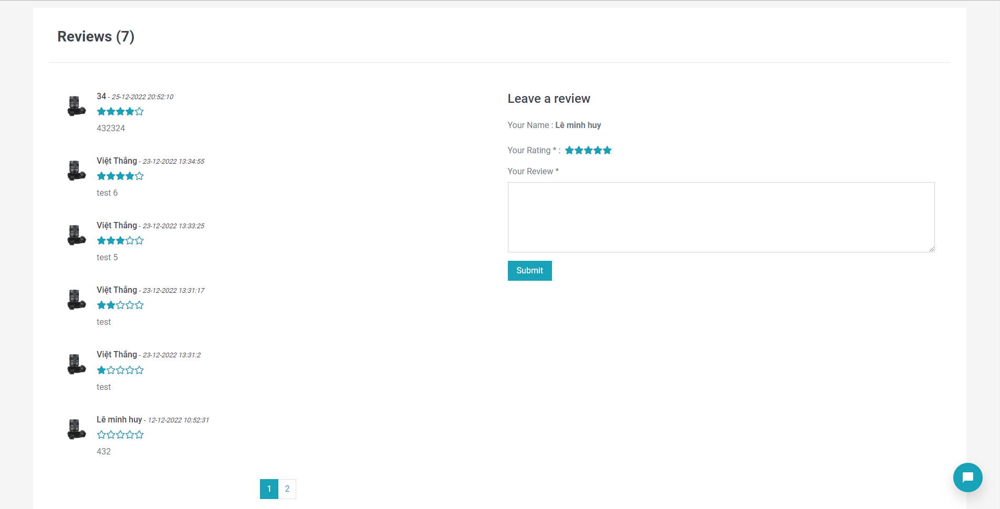 Reviews (7)
34 - 25-12-2022 20:52:10
432324
Việt Thắng - 23-12-2022 13:34:55
test 6
Việt Thắng - 23-12-2022 13:33:25
test 5
Việt Thắng - 23-12-2022 13:31:17
test
Việt Thắng - 23-12-2022 13:31:2
test
Lê minh huy - 12-12-2022 10:52:31
432
1 2
Leave a review
Your Name : Lê minh huy
Your Rating * :
Your Review *
Submit